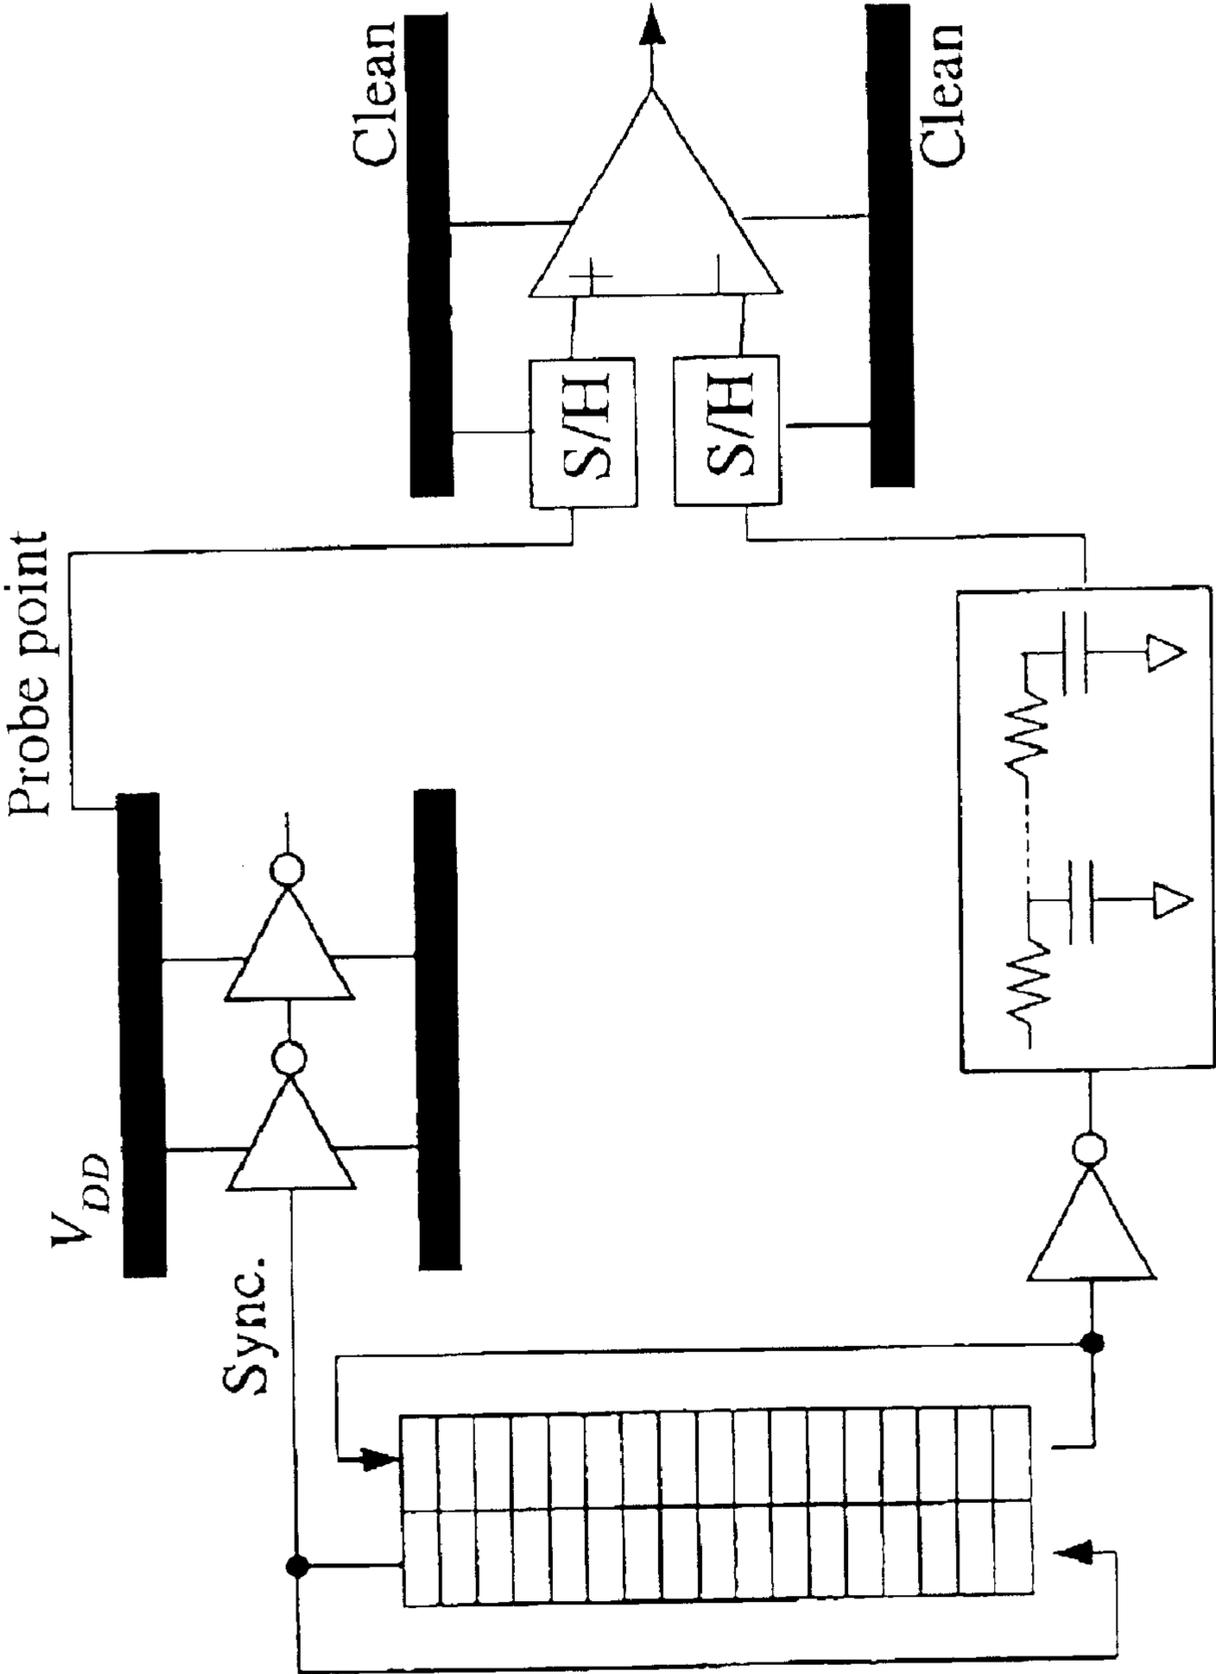 Probe point
Clean
V_DD
Sync.
S/H
+
S/H
−
Clean